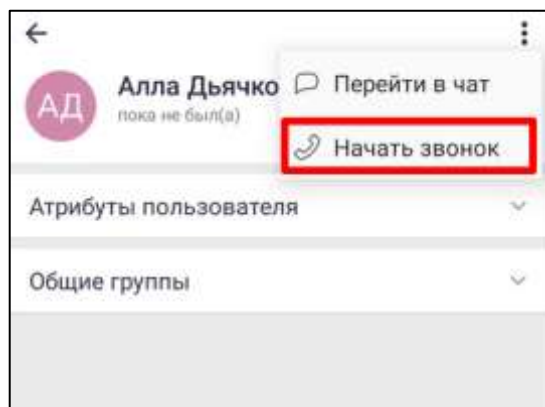 АД
Алла Дьячко
пока не был(а)
Перейти в чат
Начать звонок
Атрибуты пользователя
Общие группы